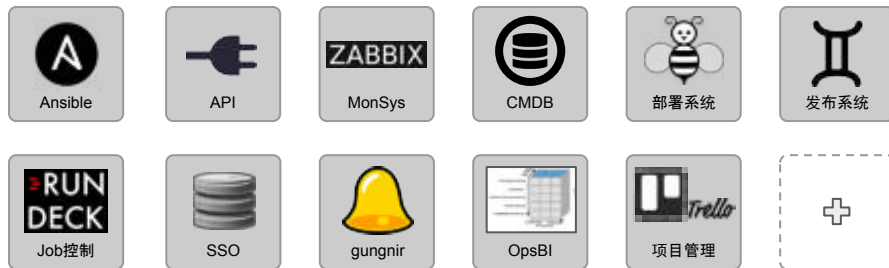 ZABBIX
Ansible
API
MonSys
CMDB
部署系统
发布系统
RUN
DECK
Trello
Job控制
SSO
gungnir
OpsBI
项目管理